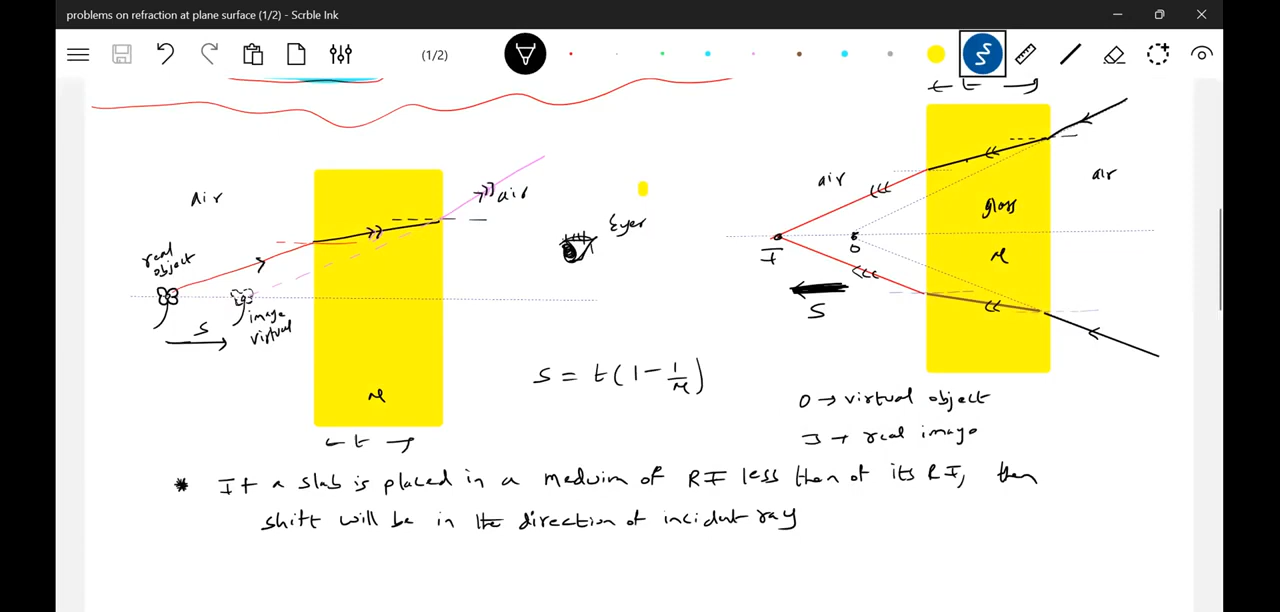 problems on refraction at plane surface (1/2) - Scrble Ink
(1/2)
← t →
air
air
real
object
image
virtual
S
μ
← t →
Eyes
S = t(1 - 1/μ)
air
air
glass
μ
I
O
S
O → virtual object
I → real image
* If a slab is placed in a medium of RI less then of its RI, then
shift will be in the direction of incident ray